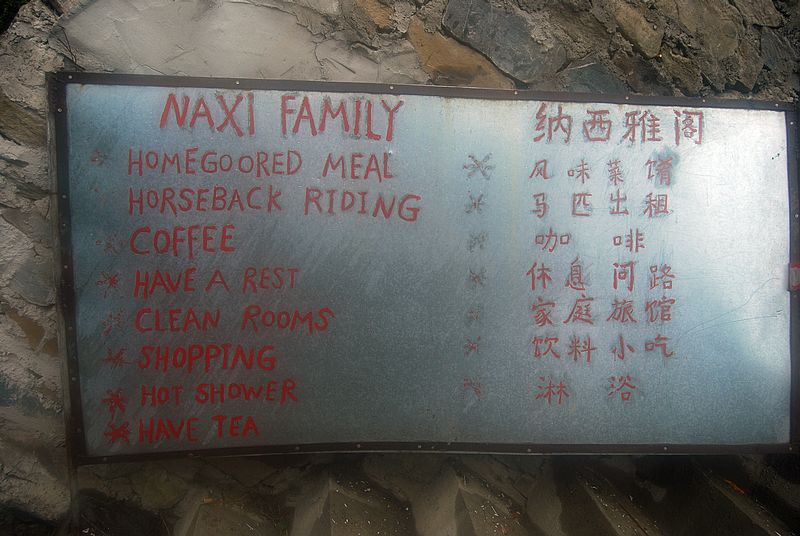 NAXI FAMILY
HOMEGOORED MEAL
HORSEBACK RIDING
COFFEE
HAVE A REST
CLEAN ROOMS
SHOPPING
HOT SHOWER
HAVE TEA
纳西雅阁
风味菜肴
马匹出租
咖啡
休息问路
家庭旅馆
饮料小吃
淋浴